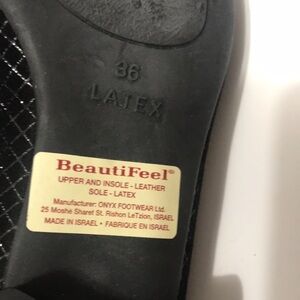 36
LATEX
BeautiFeel®
UPPER AND INSOLE - LEATHER
SOLE - LATEX
Manufacturer: ONYX FOOTWEAR Ltd.
25 Moshe Sharet St. Rishon LeTzion, ISRAEL
MADE IN ISRAEL • FABRIQUE EN ISRAEL